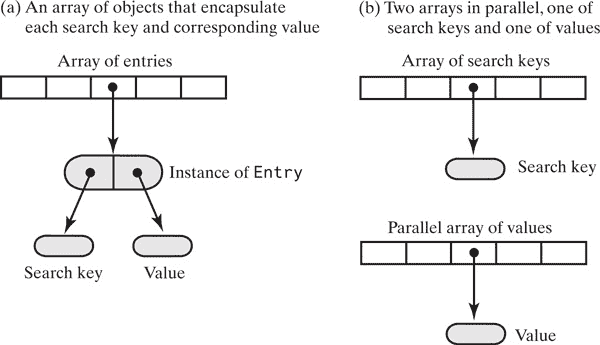 (a) An array of objects that encapsulate
each search key and corresponding value
Array of entries
Instance of Entry
Search key
Value
(b) Two arrays in parallel, one of
search keys and one of values
Array of search keys
Search key
Parallel array of values
Value